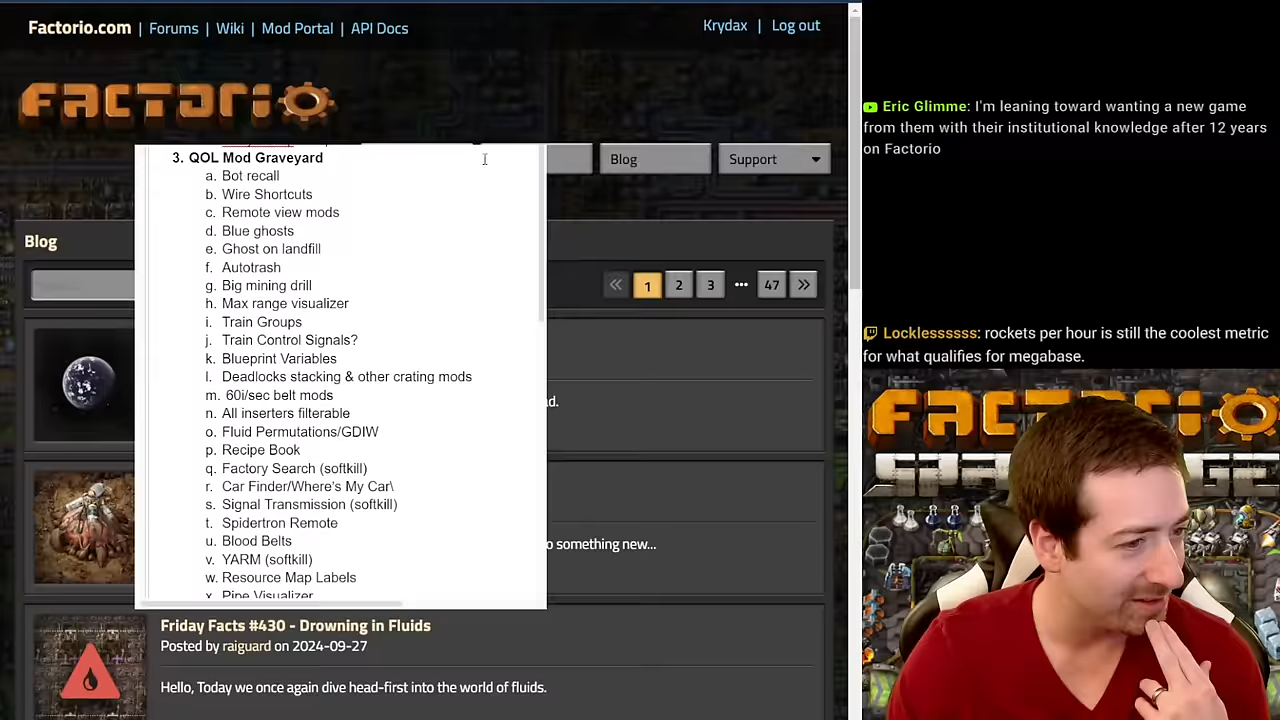 Factorio.com | Forums | Wiki | Mod Portal | API Docs
Krydax | Log out
FACTORIO
Blog
Support
3. QOL Mod Graveyard
a. Bot recall
b. Wire Shortcuts
c. Remote view mods
d. Blue ghosts
e. Ghost on landfill
f. Autotrash
g. Big mining drill
h. Max range visualizer
i. Train Groups
j. Train Control Signals?
k. Blueprint Variables
l. Deadlocks stacking & other crating mods
m. 60i/sec belt mods
n. All inserters filterable
o. Fluid Permutations/GDIW
p. Recipe Book
q. Factory Search (softkill)
r. Car Finder/Where's My Car\
s. Signal Transmission (softkill)
t. Spidertron Remote
u. Blood Belts
v. YARM (softkill)
w. Resource Map Labels
x. Pipe Visualizer
Blog
« 1 2 3 ••• 47 »
o something new...
Friday Facts #430 - Drowning in Fluids
Posted by raiguard on 2024-09-27
Hello, Today we once again dive head-first into the world of fluids.
Eric Glimme: I'm leaning toward wanting a new game
from them with their institutional knowledge after 12 years
on Factorio
Locklessssss: rockets per hour is still the coolest metric
for what qualifies for megabase.
FACTORIO